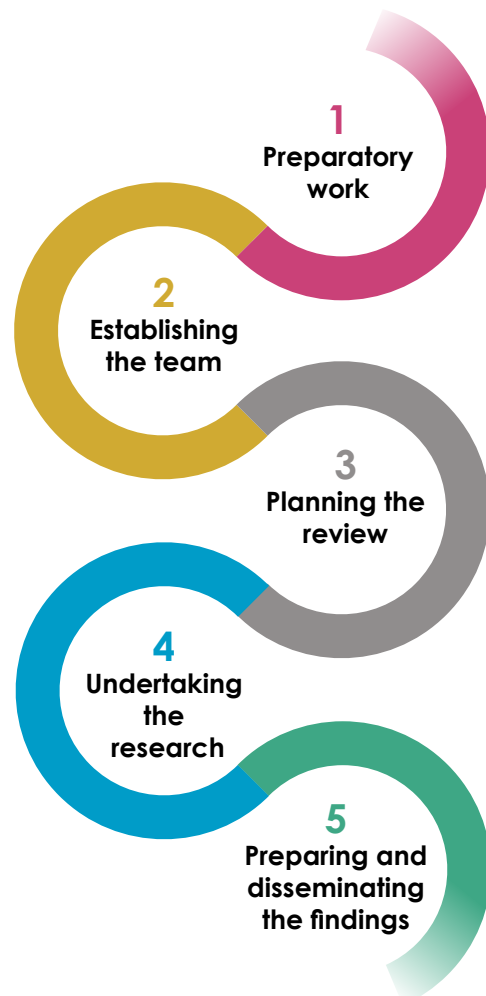 1
Preparatory
work
2
Establishing
the team
3
Planning the
review
4
Undertaking
the
research
5
Preparing and
disseminating
the findings